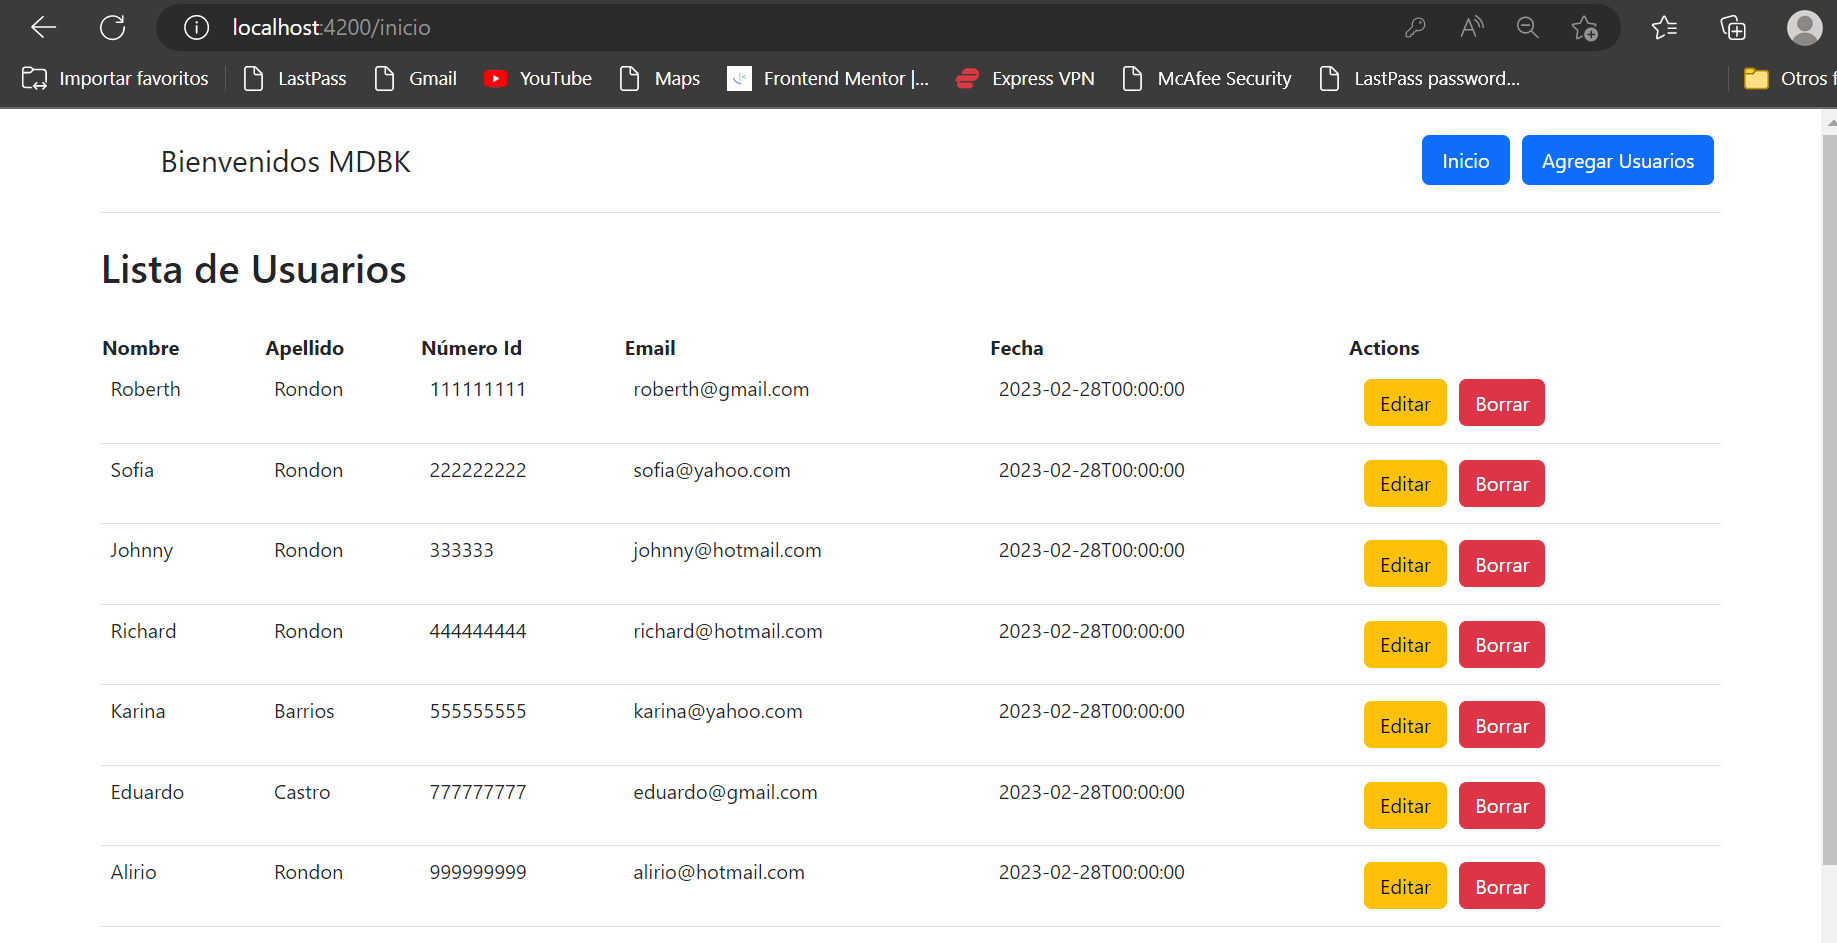 localhost:4200/inicio
Importar favoritos LastPass Gmail YouTube Maps Frontend Mentor |... Express VPN McAfee Security LastPass password... Otros f
Bienvenidos MDBK Inicio Agregar Usuarios
Lista de Usuarios
Nombre Apellido Número Id Email Fecha Actions
Roberth Rondon 111111111 roberth@gmail.com 2023-02-28T00:00:00 Editar Borrar
Sofia Rondon 222222222 sofia@yahoo.com 2023-02-28T00:00:00 Editar Borrar
Johnny Rondon 333333 johnny@hotmail.com 2023-02-28T00:00:00 Editar Borrar
Richard Rondon 444444444 richard@hotmail.com 2023-02-28T00:00:00 Editar Borrar
Karina Barrios 555555555 karina@yahoo.com 2023-02-28T00:00:00 Editar Borrar
Eduardo Castro 777777777 eduardo@gmail.com 2023-02-28T00:00:00 Editar Borrar
Alirio Rondon 999999999 alirio@hotmail.com 2023-02-28T00:00:00 Editar Borrar